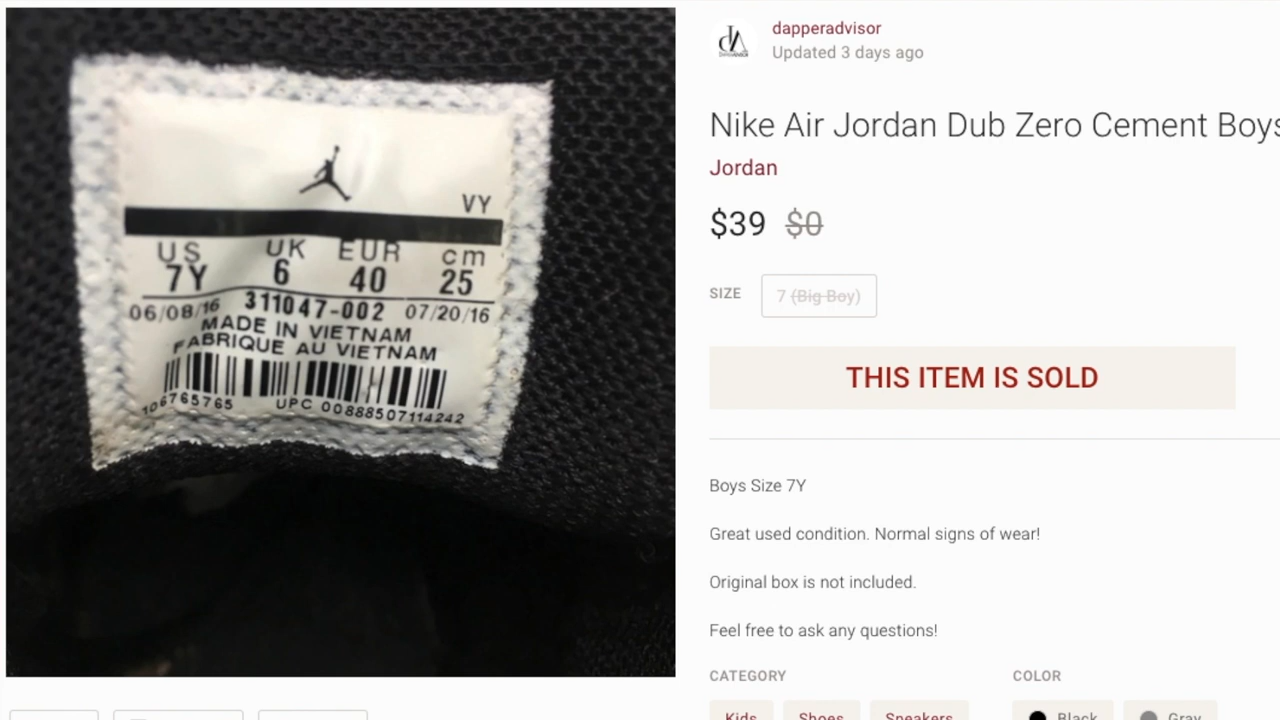 VY
US UK EUR cm
7Y 6 40 25
06/08/16 311047-002 07/20/16
MADE IN VIETNAM
FABRIQUE AU VIETNAM
106765765 UPC 00888507114242
dA
dapperadvisor
Updated 3 days ago
Nike Air Jordan Dub Zero Cement Boys
Jordan
$39 $0
SIZE 7 (Big Boy)
THIS ITEM IS SOLD
Boys Size 7Y
Great used condition. Normal signs of wear!
Original box is not included.
Feel free to ask any questions!
CATEGORY COLOR
Kids Shoes Sneakers Black Gray